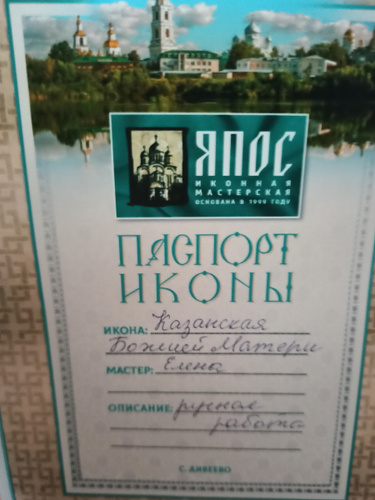 ЯПОС
ИКОННАЯ
МАСТЕРСКАЯ
ОСНОВАНА В 1999 ГОДУ
ПАСПОРТ
ИКОНЫ
ИКОНА: Казанская
Божией Матери
МАСТЕР: Елена
ОПИСАНИЕ: ручная
работа
С. ДИВЕЕВО